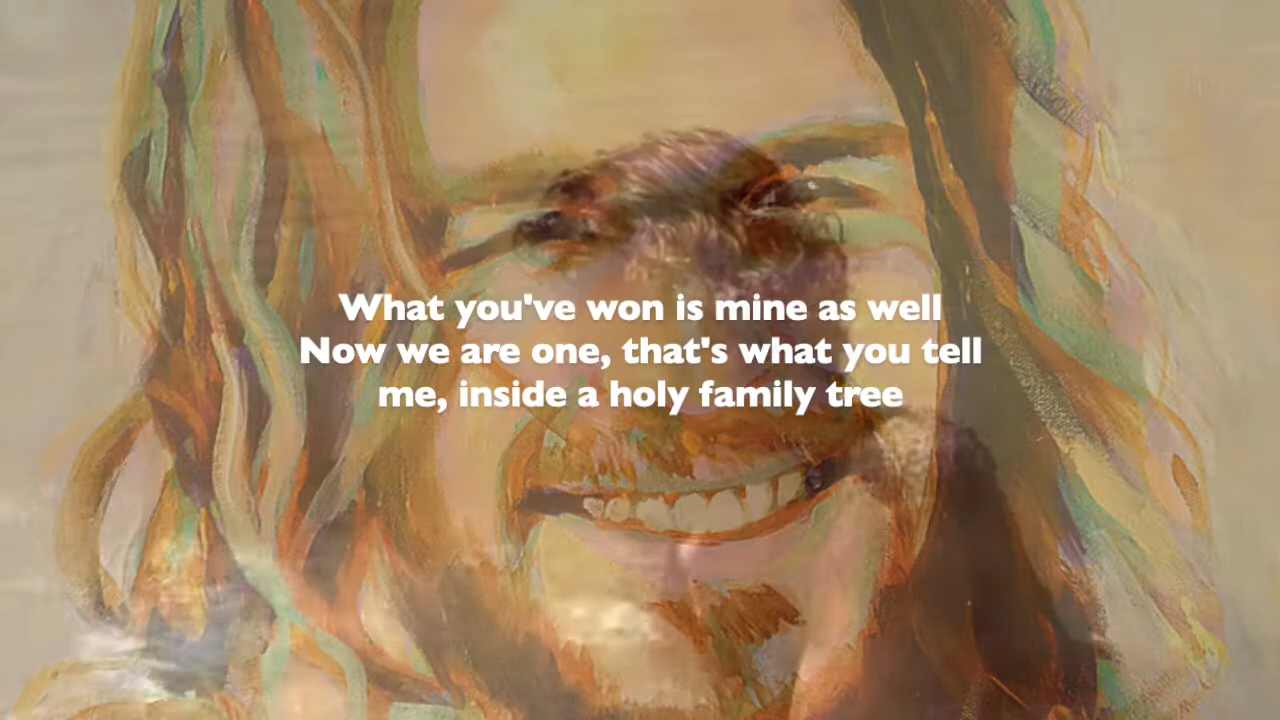 What you've won is mine as well
Now we are one, that's what you tell
me, inside a holy family tree